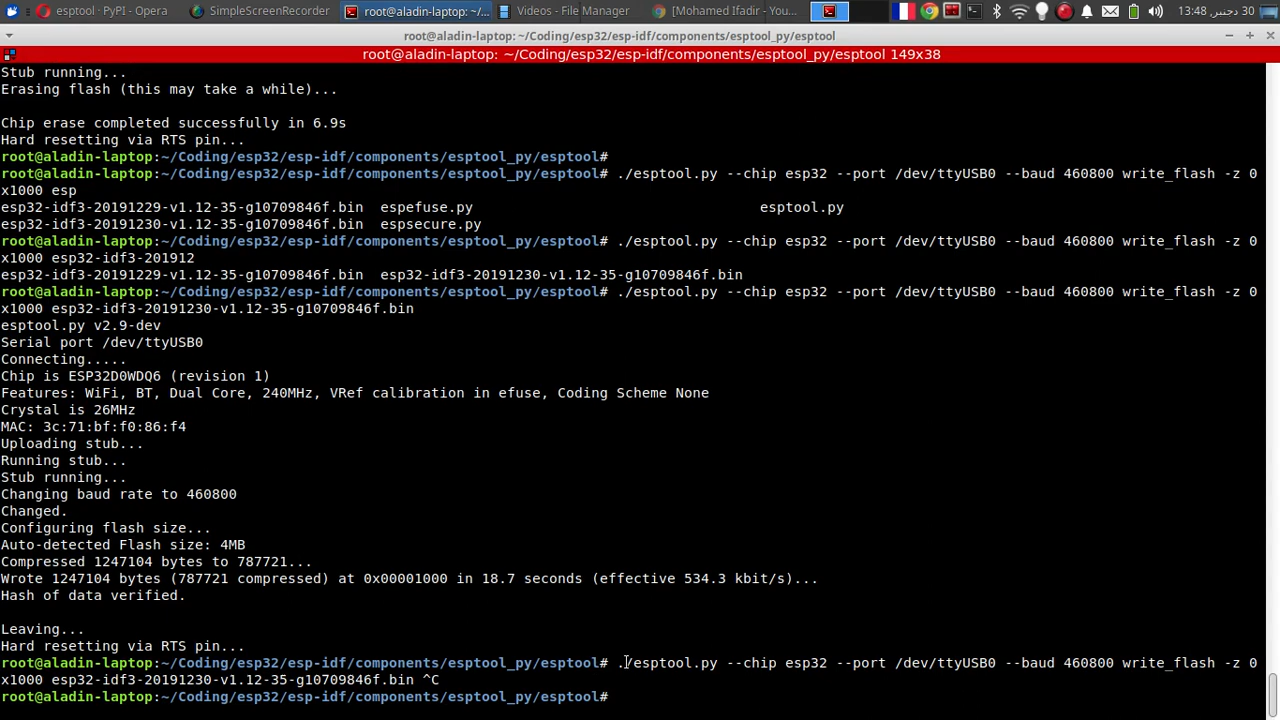 esptool · PyPI - Opera
SimpleScreenRecorder
root@aladin-laptop: ~/...
Videos - File Manager
[Mohamed Ifadir - You...
13:48 ,30 دجنبر
root@aladin-laptop: ~/Coding/esp32/esp-idf/components/esptool_py/esptool
root@aladin-laptop: ~/Coding/esp32/esp-idf/components/esptool_py/esptool 149x38
Stub running...
Erasing flash (this may take a while)...
Chip erase completed successfully in 6.9s
Hard resetting via RTS pin...
root@aladin-laptop:~/Coding/esp32/esp-idf/components/esptool_py/esptool#
root@aladin-laptop:~/Coding/esp32/esp-idf/components/esptool_py/esptool# ./esptool.py --chip esp32 --port /dev/ttyUSB0 --baud 460800 write_flash -z 0
x1000 esp
esp32-idf3-20191229-v1.12-35-g10709846f.bin  espefuse.py                                  esptool.py
esp32-idf3-20191230-v1.12-35-g10709846f.bin  espsecure.py
root@aladin-laptop:~/Coding/esp32/esp-idf/components/esptool_py/esptool# ./esptool.py --chip esp32 --port /dev/ttyUSB0 --baud 460800 write_flash -z 0
x1000 esp32-idf3-201912
esp32-idf3-20191229-v1.12-35-g10709846f.bin  esp32-idf3-20191230-v1.12-35-g10709846f.bin
root@aladin-laptop:~/Coding/esp32/esp-idf/components/esptool_py/esptool# ./esptool.py --chip esp32 --port /dev/ttyUSB0 --baud 460800 write_flash -z 0
x1000 esp32-idf3-20191230-v1.12-35-g10709846f.bin
esptool.py v2.9-dev
Serial port /dev/ttyUSB0
Connecting.....
Chip is ESP32D0WDQ6 (revision 1)
Features: WiFi, BT, Dual Core, 240MHz, VRef calibration in efuse, Coding Scheme None
Crystal is 26MHz
MAC: 3c:71:bf:f0:86:f4
Uploading stub...
Running stub...
Stub running...
Changing baud rate to 460800
Changed.
Configuring flash size...
Auto-detected Flash size: 4MB
Compressed 1247104 bytes to 787721...
Wrote 1247104 bytes (787721 compressed) at 0x00001000 in 18.7 seconds (effective 534.3 kbit/s)...
Hash of data verified.
Leaving...
Hard resetting via RTS pin...
root@aladin-laptop:~/Coding/esp32/esp-idf/components/esptool_py/esptool# ./esptool.py --chip esp32 --port /dev/ttyUSB0 --baud 460800 write_flash -z 0
x1000 esp32-idf3-20191230-v1.12-35-g10709846f.bin ^C
root@aladin-laptop:~/Coding/esp32/esp-idf/components/esptool_py/esptool#